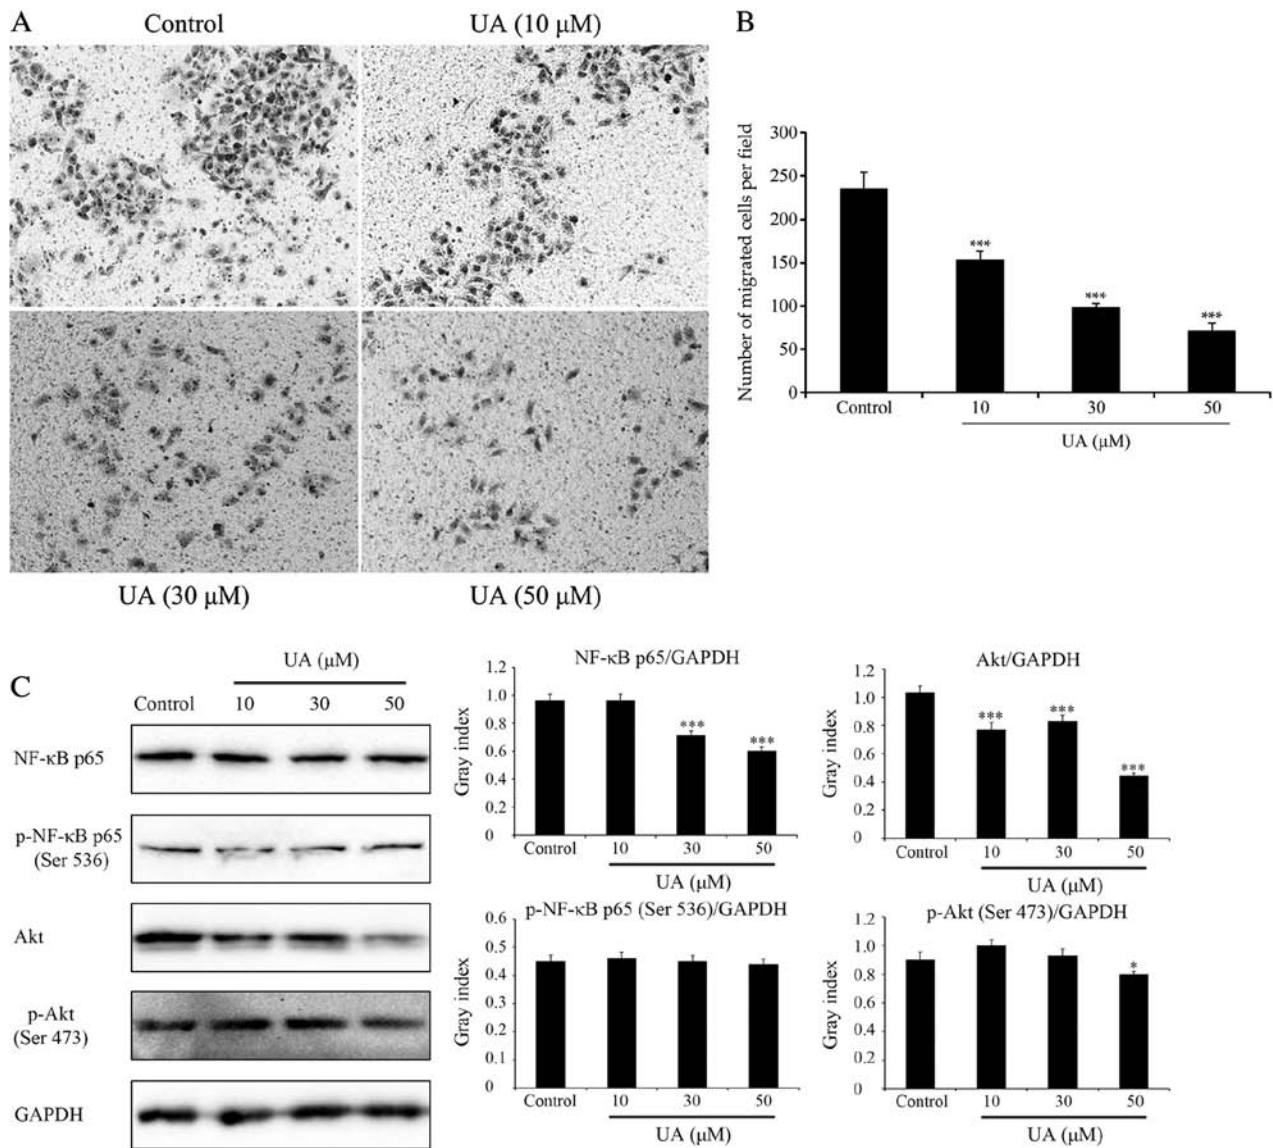 A
Control
UA (10 μM)
UA (30 μM)
UA (50 μM)
B
Number of migrated cells per field
300
250
200
150
100
50
0
***
***
***
Control
10
30
50
UA (μM)
C
UA (μM)
Control
10
30
50
NF-κB p65
p-NF-κB p65
(Ser 536)
Akt
p-Akt
(Ser 473)
GAPDH
NF-κB p65/GAPDH
Gray index
1.2
1.0
0.8
0.6
0.4
0.2
0
***
***
Control
10
30
50
UA (μM)
Akt/GAPDH
Gray index
1.2
1.0
0.8
0.6
0.4
0.2
0
***
***
***
Control
10
30
50
UA (μM)
p-NF-κB p65 (Ser 536)/GAPDH
Gray index
0.6
0.5
0.4
0.3
0.2
0.1
0
Control
10
30
50
UA (μM)
p-Akt (Ser 473)/GAPDH
Gray index
1.2
1.0
0.8
0.6
0.4
0.2
0
*
Control
10
30
50
UA (μM)